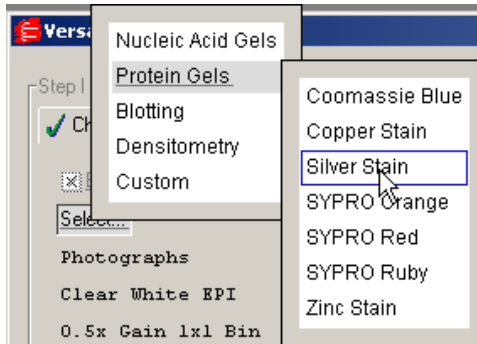 Versa
Nucleic Acid Gels
Protein Gels
Blotting
Densitometry
Custom
Coomassie Blue
Copper Stain
Silver Stain
SYPRO Orange
SYPRO Red
SYPRO Ruby
Zinc Stain
Step I
Ch
Select...
Photographs
Clear White EPI
0.5x Gain 1x1 Bin